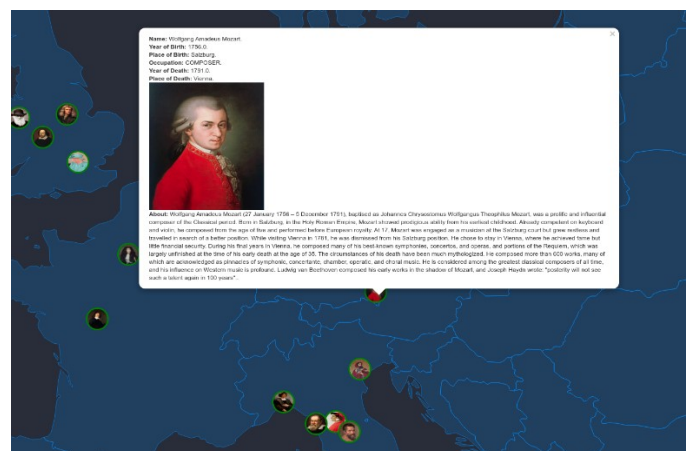 Name: Wolfgang Amadeus Mozart.
Year of Birth: 1756.0.
Place of Birth: Salzburg.
Occupation: COMPOSER.
Year of Death: 1791.0.
Place of Death: Vienna.
About: Wolfgang Amadeus Mozart (27 January 1756 – 5 December 1791), baptised as Johannes Chrysostomus Wolfgangus Theophilus Mozart, was a prolific and influential
composer of the Classical period. Born in Salzburg, in the Holy Roman Empire, Mozart showed prodigious ability from his earliest childhood. Already competent on keyboard
and violin, he composed from the age of five and performed before European royalty. At 17, Mozart was engaged as a musician at the Salzburg court but grew restless and
travelled in search of a better position. While visiting Vienna in 1781, he was dismissed from his Salzburg position. He chose to stay in Vienna, where he achieved fame but
little financial security. During his final years in Vienna, he composed many of his best-known symphonies, concertos, and operas, and portions of the Requiem, which was
largely unfinished at the time of his early death at the age of 35. The circumstances of his death have been much mythologized. He composed more than 600 works, many of
which are acknowledged as pinnacles of symphonic, concertante, chamber, operatic, and choral music. He is considered among the greatest classical composers of all time,
and his influence on Western music is profound. Ludwig van Beethoven composed his early works in the shadow of Mozart, and Joseph Haydn wrote: "posterity will not see
such a talent again in 100 years".